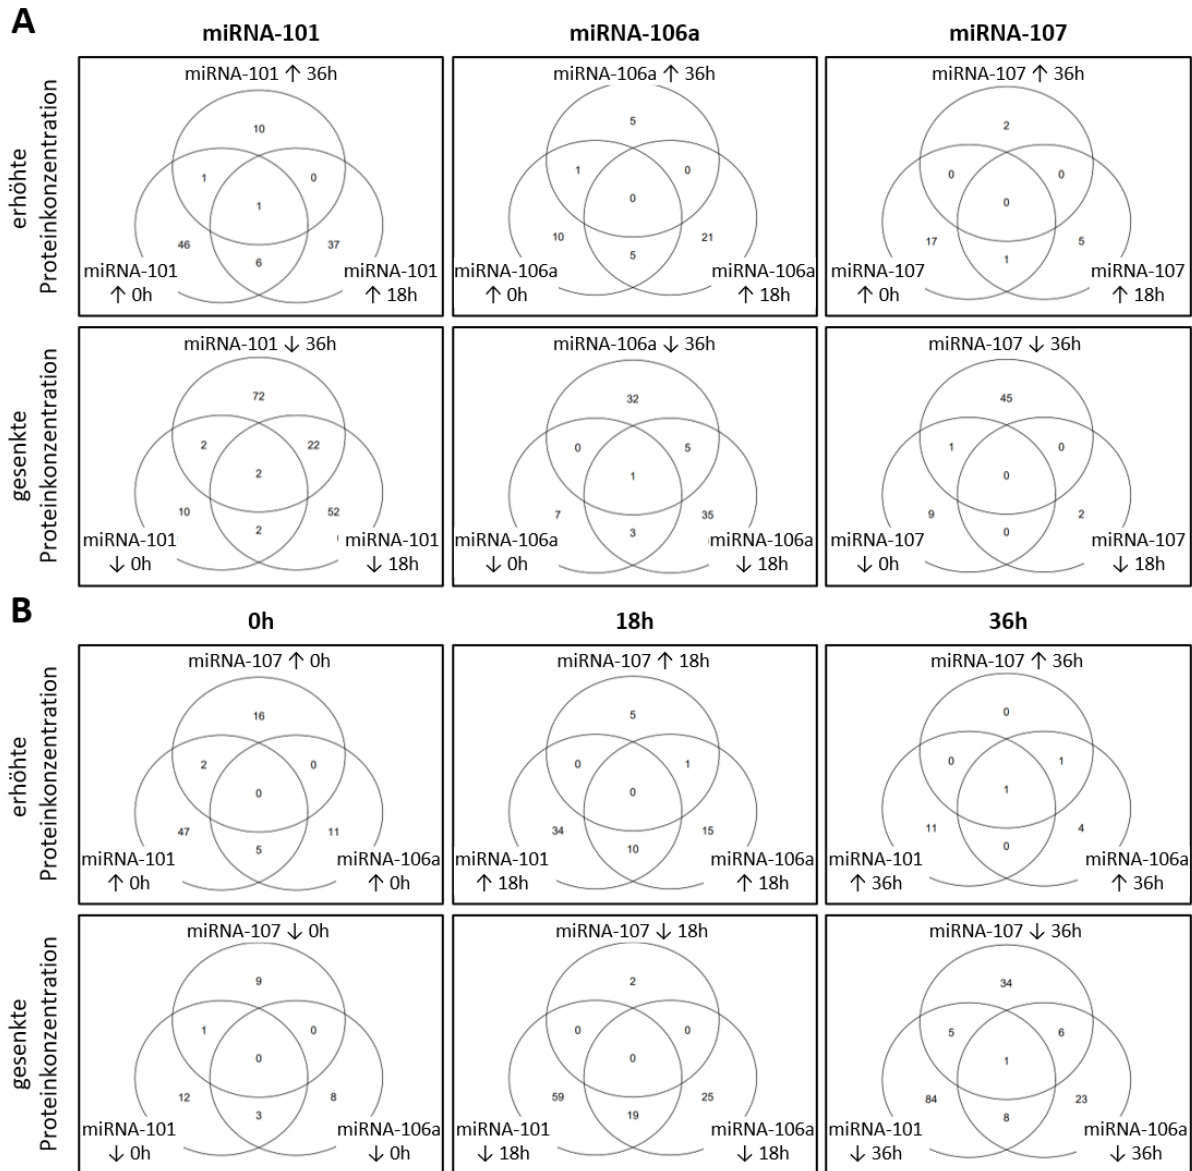 A
miRNA-101
miRNA-106a
miRNA-107
erhöhte
Proteinkonzentration
miRNA-101 ↑ 36h
10
1
0
1
46
37
6
miRNA-101
↑ 0h
miRNA-101
↑ 18h
miRNA-106a ↑ 36h
5
1
0
0
10
21
5
miRNA-106a
↑ 0h
miRNA-106a
↑ 18h
miRNA-107 ↑ 36h
2
0
0
0
17
5
1
miRNA-107
↑ 0h
miRNA-107
↑ 18h
gesenkte
Proteinkonzentration
miRNA-101 ↓ 36h
72
2
22
2
10
52
2
miRNA-101
↓ 0h
miRNA-101
↓ 18h
miRNA-106a ↓ 36h
32
0
5
1
7
35
3
miRNA-106a
↓ 0h
miRNA-106a
↓ 18h
miRNA-107 ↓ 36h
45
1
0
0
9
2
0
miRNA-107
↓ 0h
miRNA-107
↓ 18h
B
0h
18h
36h
erhöhte
Proteinkonzentration
miRNA-107 ↑ 0h
16
2
0
0
47
11
5
miRNA-101
↑ 0h
miRNA-106a
↑ 0h
miRNA-107 ↑ 18h
5
0
1
0
34
15
10
miRNA-101
↑ 18h
miRNA-106a
↑ 18h
miRNA-107 ↑ 36h
0
0
1
1
11
4
0
miRNA-101
↑ 36h
miRNA-106a
↑ 36h
gesenkte
Proteinkonzentration
miRNA-107 ↓ 0h
9
1
0
0
12
8
3
miRNA-101
↓ 0h
miRNA-106a
↓ 0h
miRNA-107 ↓ 18h
2
0
0
0
59
25
19
miRNA-101
↓ 18h
miRNA-106a
↓ 18h
miRNA-107 ↓ 36h
34
5
6
1
84
23
8
miRNA-101
↓ 36h
miRNA-106a
↓ 36h